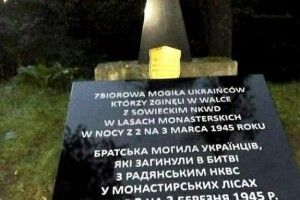 ZBIOROWA MOGIŁA UKRAIŃCÓW
KTÓRZY ZGINĘLI W WALCE
Z SOWIECKIM NKWD
W LASACH MONASTERSKICH
W NOCY Z 2 NA 3 MARCA 1945 ROKU
БРАТСЬКА МОГИЛА УКРАЇНЦІВ,
ЯКІ ЗАГИНУЛИ В БИТВІ
З РАДЯНСЬКИМ НКВС
У МОНАСТИРСЬКИХ ЛІСАХ
2 НА 3 БЕРЕЗНЯ 1945 Р.